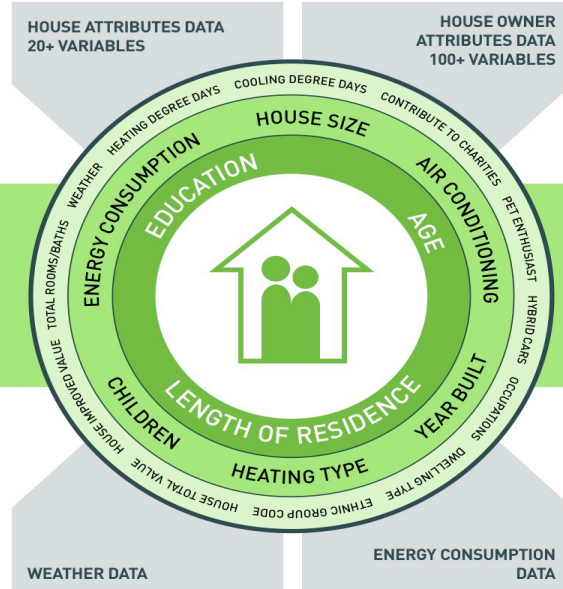 HOUSE ATTRIBUTES DATA
20+ VARIABLES
HOUSE OWNER
ATTRIBUTES DATA
100+ VARIABLES
COOLING DEGREE DAYS
CONTRIBUTE TO CHARITIES
PET ENTHUSIAST
HYBRID CARS
OCCUPATIONS
DWELLING TYPE
ETHNIC GROUP CODE
HOUSE TOTAL VALUE
HOUSE IMPROVED VALUE
TOTAL ROOMS/BATHS
WEATHER
HEATING DEGREE DAYS
HOUSE SIZE
AIR CONDITIONING
YEAR BUILT
HEATING TYPE
CHILDREN
ENERGY CONSUMPTION
EDUCATION
AGE
LENGTH OF RESIDENCE
WEATHER DATA
ENERGY CONSUMPTION
DATA